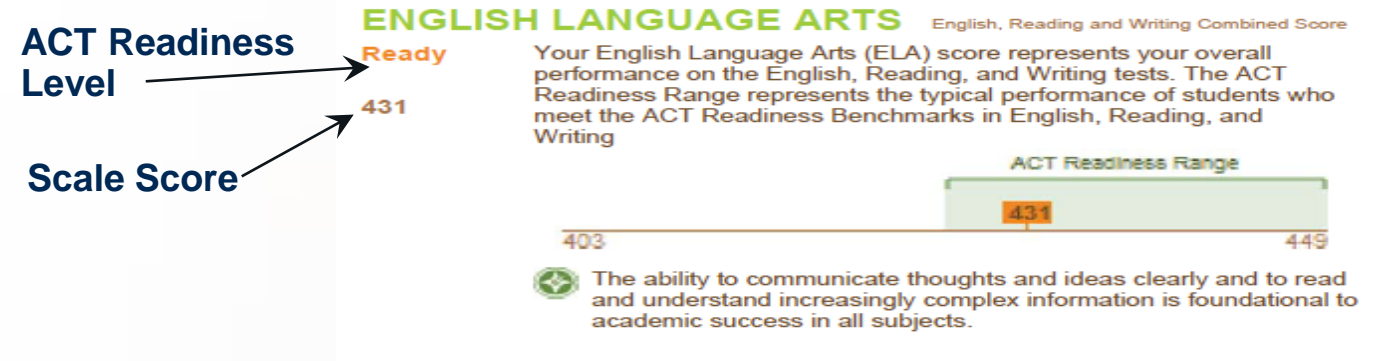 ENGLISH LANGUAGE ARTS English, Reading and Writing Combined Score
ACT Readiness
Level
Ready
431
Scale Score
Your English Language Arts (ELA) score represents your overall
performance on the English, Reading, and Writing tests. The ACT
Readiness Range represents the typical performance of students who
meet the ACT Readiness Benchmarks in English, Reading, and
Writing
ACT Readiness Range
431
403 449
The ability to communicate thoughts and ideas clearly and to read
and understand increasingly complex information is foundational to
academic success in all subjects.